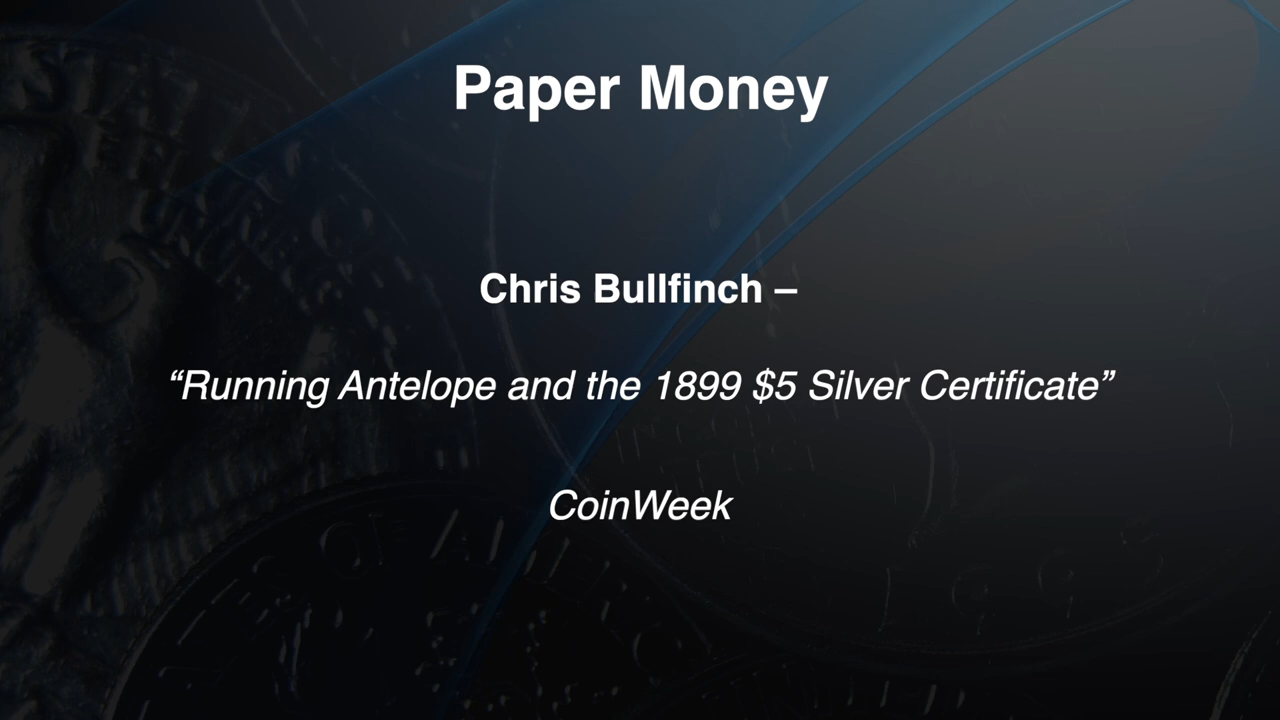 Paper Money
Chris Bullfinch –
“Running Antelope and the 1899 $5 Silver Certificate”
CoinWeek